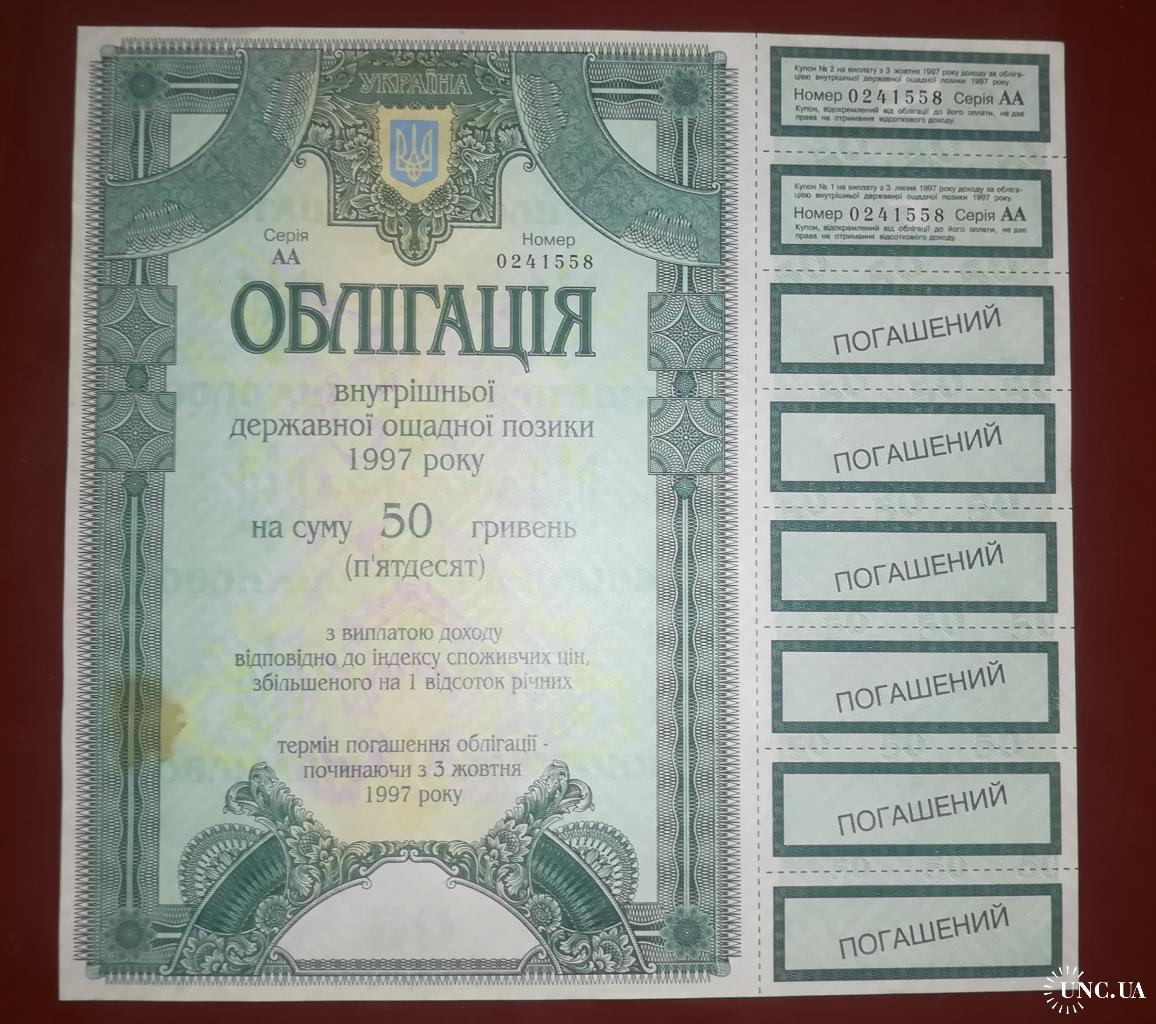 УКРАЇНА
Серія
АА
Номер
0241558
ОБЛІГАЦІЯ
внутрішньої
державної ощадної позики
1997 року
на суму 50 гривень
(п'ятдесят)
з виплатою доходу
відповідно до індексу споживчих цін,
збільшеного на 1 відсоток річних
термін погашення облігації -
починаючи з 3 жовтня
1997 року
Купон № 2 на виплату з 3 жовтня 1997 року доходу за обліга-
цією внутрішньої державної ощадної позики 1997 року.
Номер 0241558 Серія АА
Купон, відокремлений від облігації до його оплати, не дає
права на отримання відсоткового доходу.
Купон № 1 на виплату з 3 липня 1997 року доходу за обліга-
цією внутрішньої державної ощадної позики 1997 року.
Номер 0241558 Серія АА
Купон, відокремлений від облігації до його оплати, не дає
права на отримання відсоткового доходу.
ПОГАШЕНИЙ
ПОГАШЕНИЙ
ПОГАШЕНИЙ
ПОГАШЕНИЙ
ПОГАШЕНИЙ
ПОГАШЕНИЙ
UNC.UA